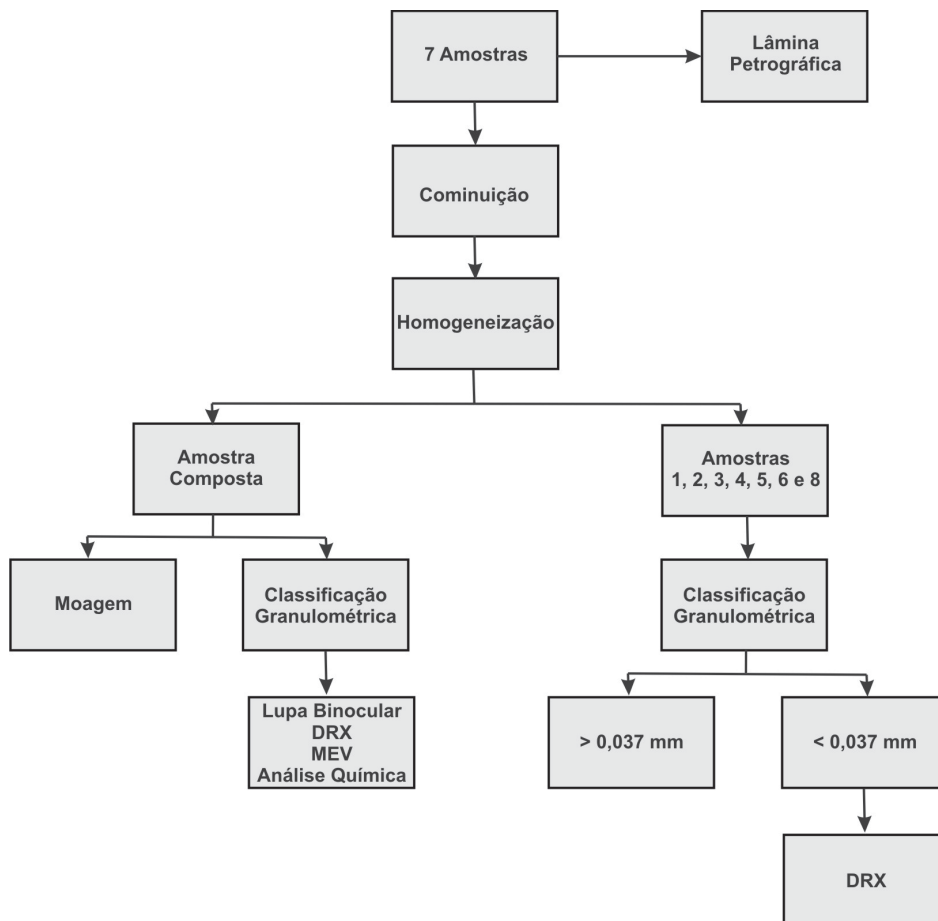 7 Amostras
Lâmina
Petrográfica
Cominuição
Homogeneização
Amostra
Composta
Amostras
1, 2, 3, 4, 5, 6 e 8
Moagem
Classificação
Granulométrica
Classificação
Granulométrica
Lupa Binocular
DRX
MEV
Análise Química
> 0,037 mm
< 0,037 mm
DRX